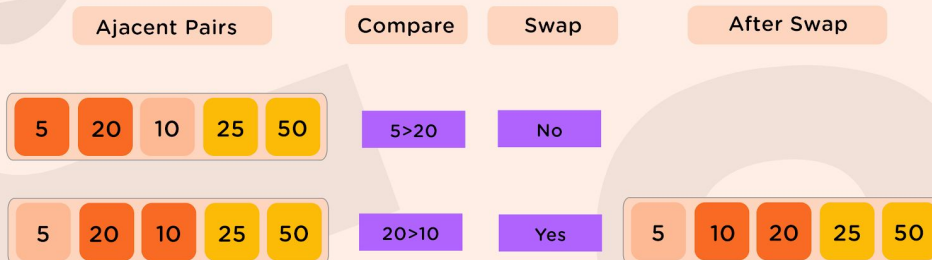 Ajacent Pairs Compare Swap After Swap
5 20 10 25 50 5>20 No
5 20 10 25 50 20>10 Yes 5 10 20 25 50